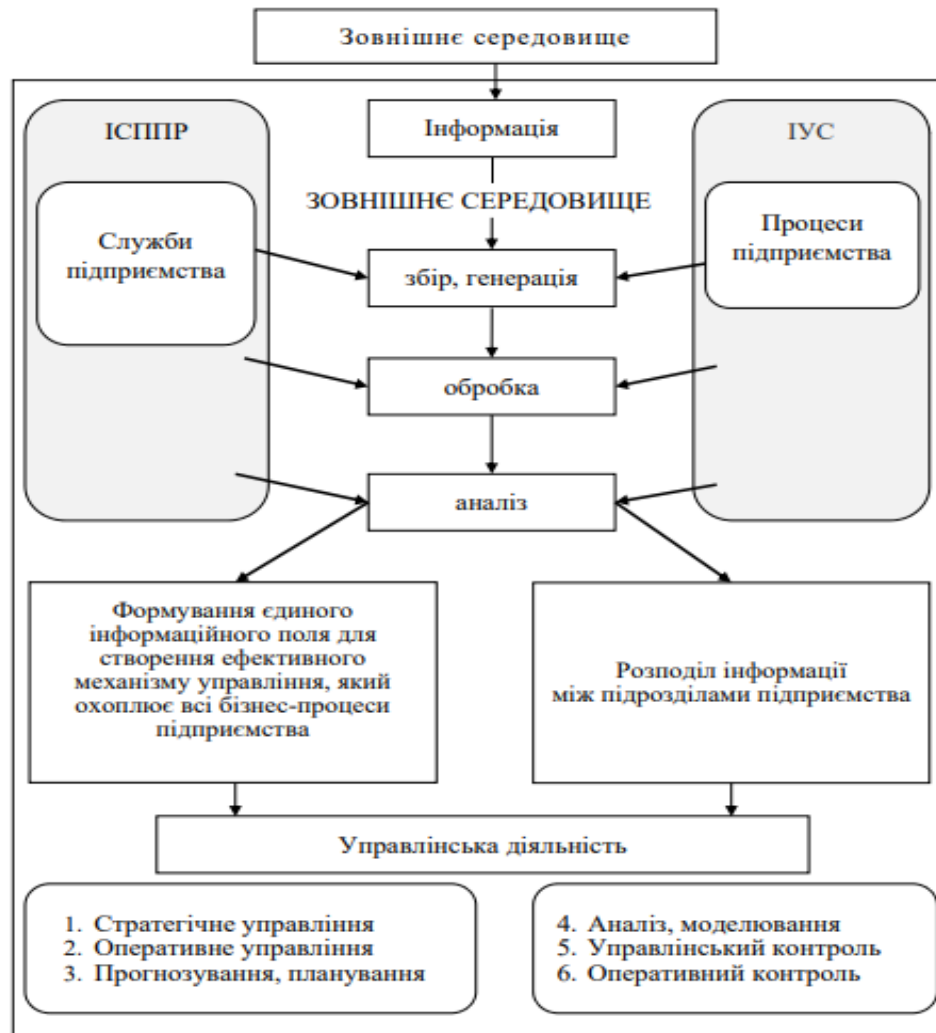 Зовнішнє середовище
ІСППР
Інформація
ІУС
ЗОВНІШНЄ СЕРЕДОВИЩЕ
Служби
підприємства
Процеси
підприємства
збір, генерація
обробка
аналіз
Формування єдиного
інформаційного поля для
створення ефективного
механізму управління, який
охоплює всі бізнес-процеси
підприємства
Розподіл інформації
між підрозділами підприємства
Управлінська діяльність
1. Стратегічне управління
2. Оперативне управління
3. Прогнозування, планування
4. Аналіз, моделювання
5. Управлінський контроль
6. Оперативний контроль